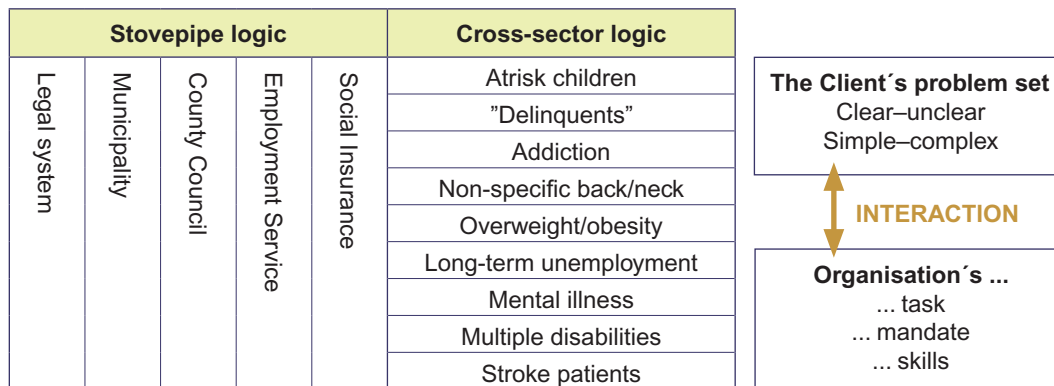 Stovepipe logic
Cross-sector logic
Legal system
Municipality
County Council
Employment Service
Social Insurance
Atrisk children
”Delinquents”
Addiction
Non-specific back/neck
Overweight/obesity
Long-term unemployment
Mental illness
Multiple disabilities
Stroke patients
The Client´s problem set
Clear–unclear
Simple–complex
INTERACTION
Organisation´s ...
... task
... mandate
... skills